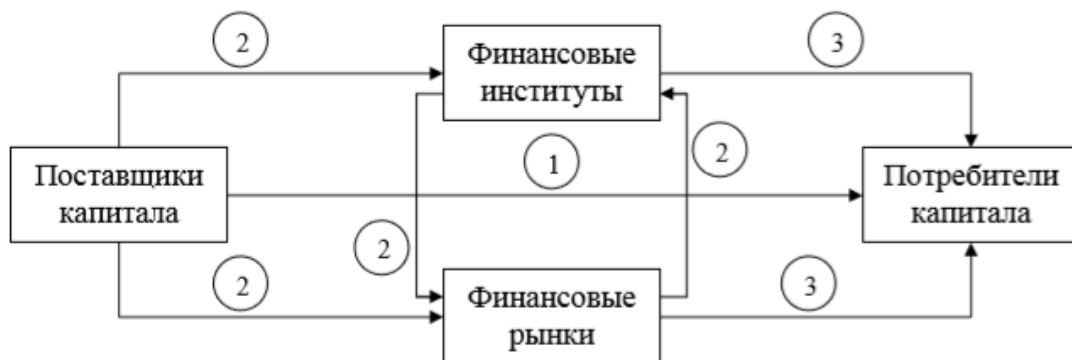 2
Финансовые
институты
3
Поставщики
капитала
1
2
Потребители
капитала
2
2
Финансовые
рынки
3